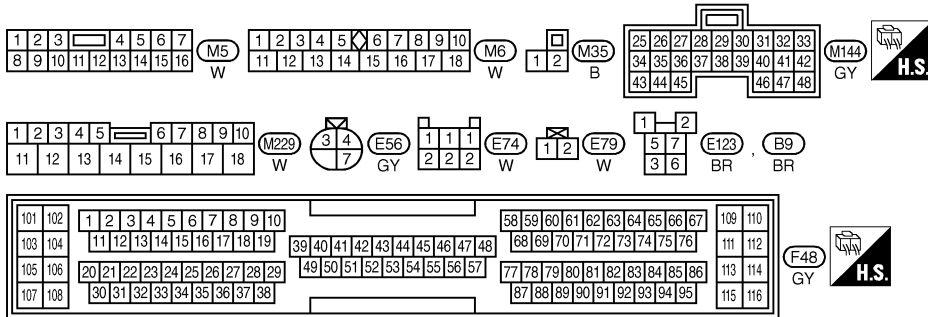 1 2 3 4 5 6 7
8 9 10 11 12 13 14 15 16
M5
W
1 2 3 4 5 6 7 8 9 10
11 12 13 14 15 16 17 18
M6
W
1 2
M35
B
25 26 27 28 29 30 31 32 33
34 35 36 37 38 39 40 41 42
43 44 45 46 47 48
M144
GY
H.S.
1 2 3 4 5 6 7 8 9 10
11 12 13 14 15 16 17 18
M229
W
3 4
7
E56
GY
1 1 1
2 2 2
E74
W
1 2
E79
W
1 2
5 7
3 6
E123 , B9
BR BR
101 102
103 104
105 106
107 108
1 2 3 4 5 6 7 8 9 10
11 12 13 14 15 16 17 18 19
20 21 22 23 24 25 26 27 28 29
30 31 32 33 34 35 36 37 38
39 40 41 42 43 44 45 46 47 48
49 50 51 52 53 54 55 56 57
58 59 60 61 62 63 64 65 66 67
68 69 70 71 72 73 74 75 76
77 78 79 80 81 82 83 84 85 86
87 88 89 90 91 92 93 94 95
109 110
111 112
113 114
115 116
F48
GY
H.S.